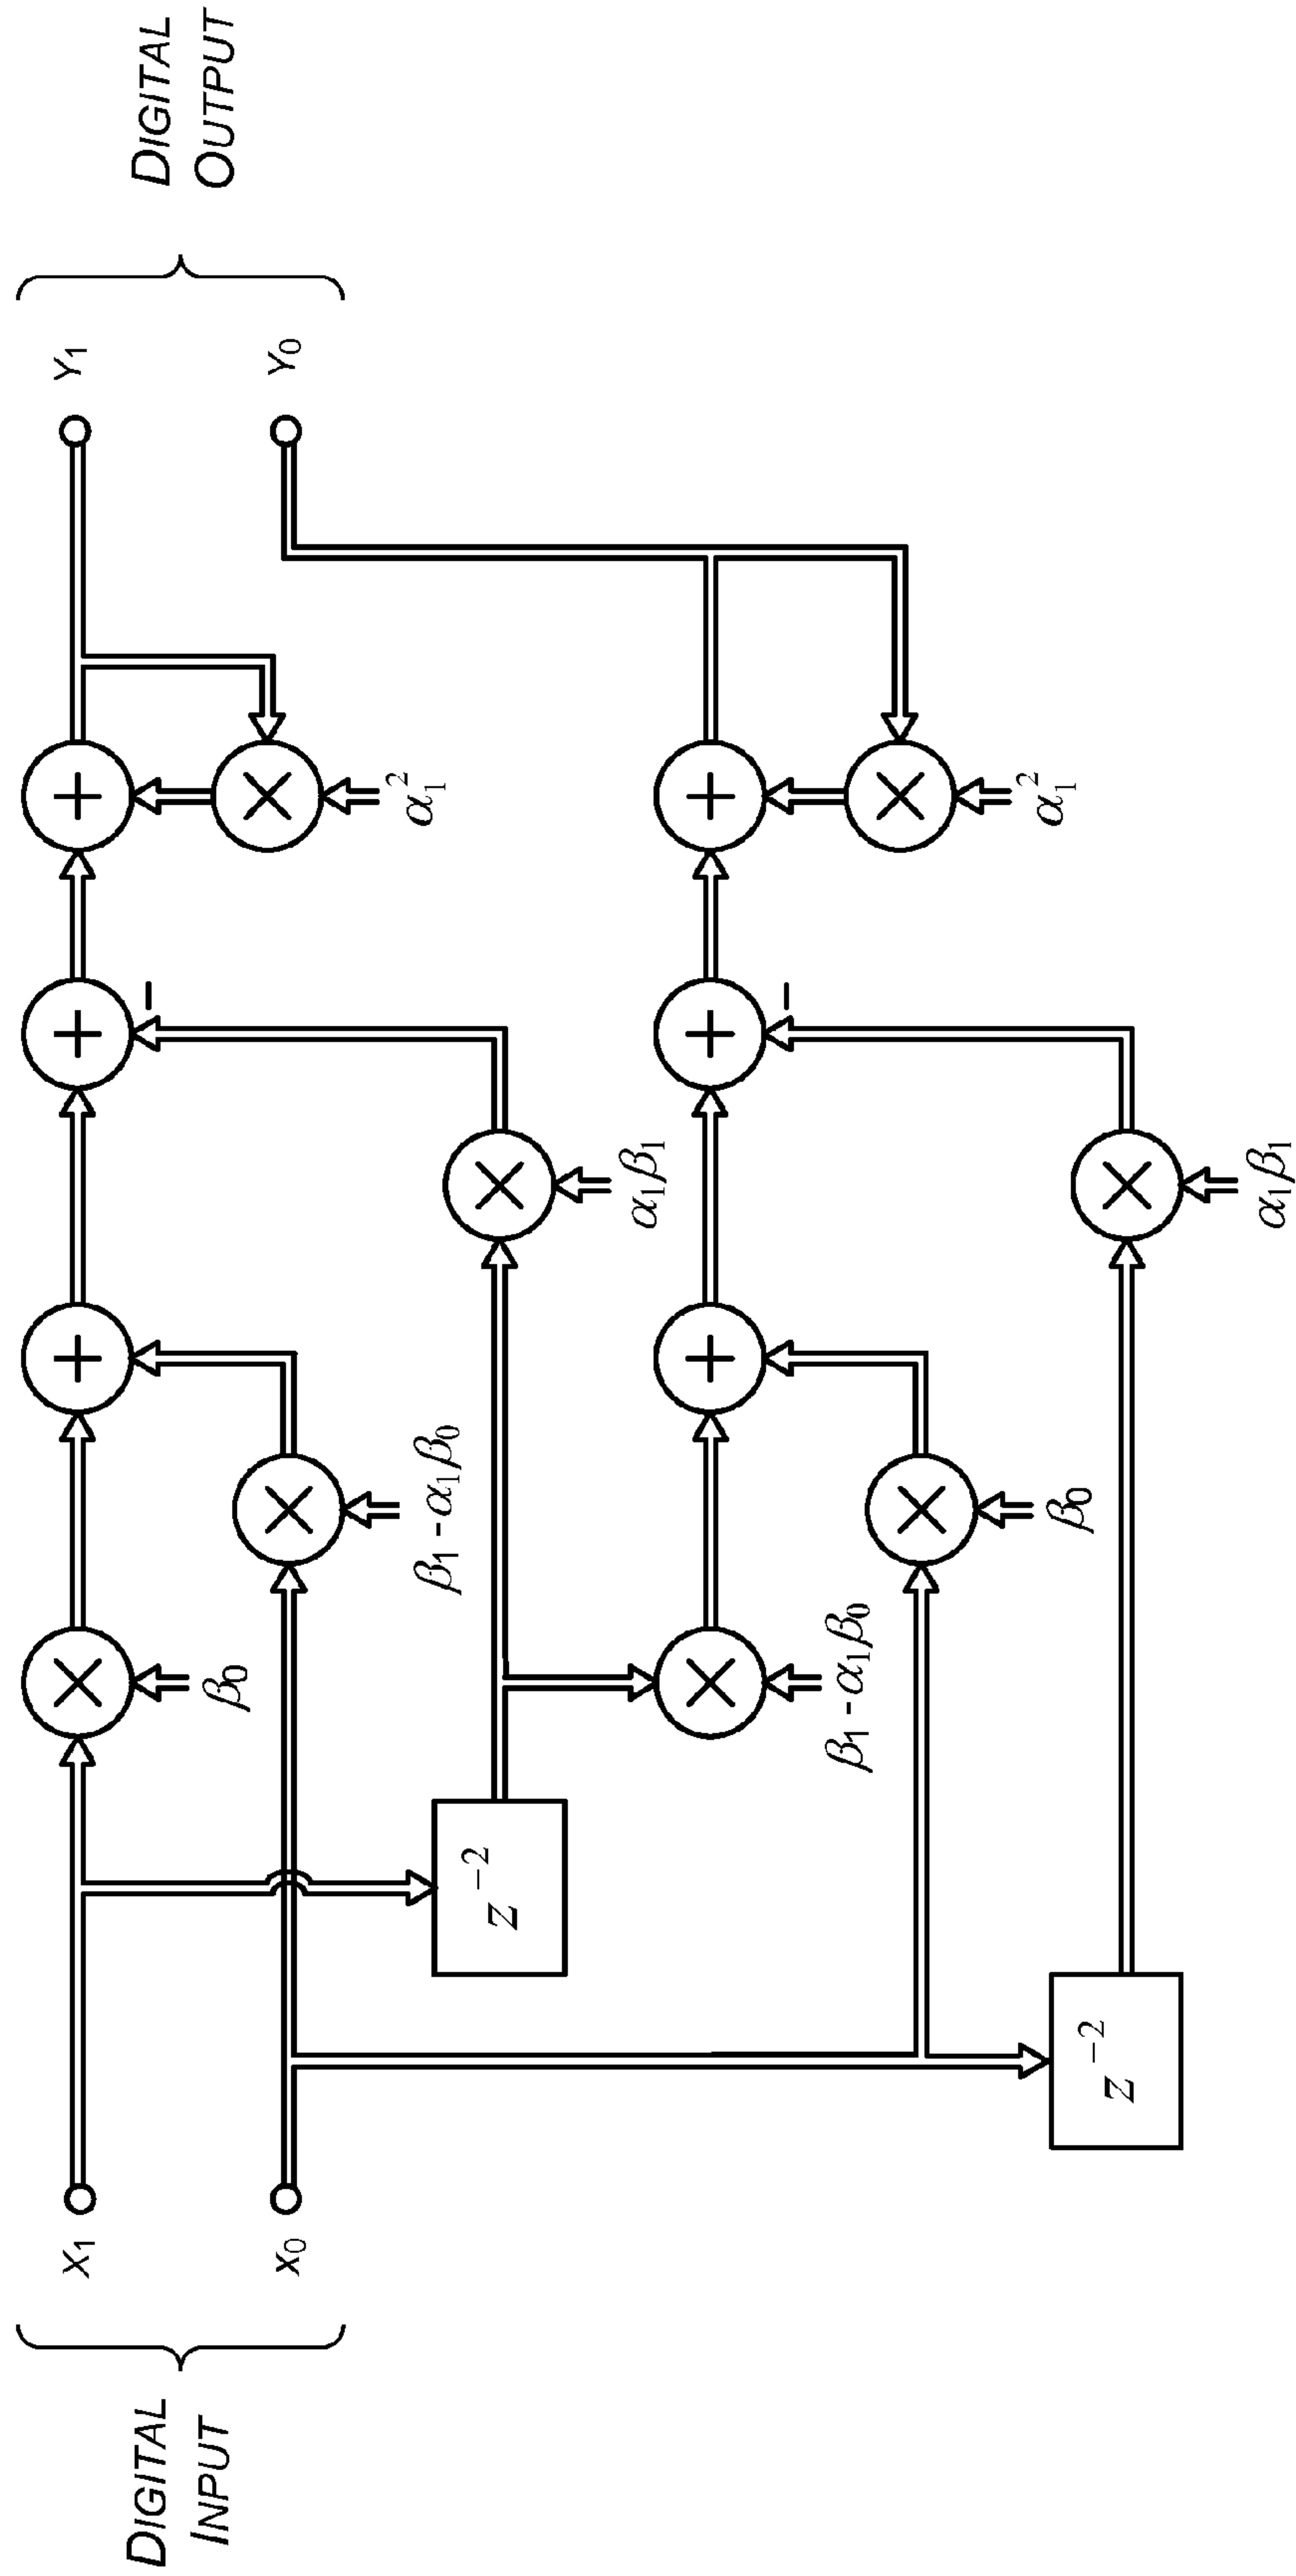 DIGITAL
INPUT
x₁
x₀
β₀
β₁ - α₁β₀
z⁻²
α₁β₁
α₁²
β₁ - α₁β₀
β₀
z⁻²
α₁β₁
α₁²
Y₁
Y₀
DIGITAL
OUTPUT
+
+
+
+
+
+
×
×
×
×
×
×
×
×
−
−